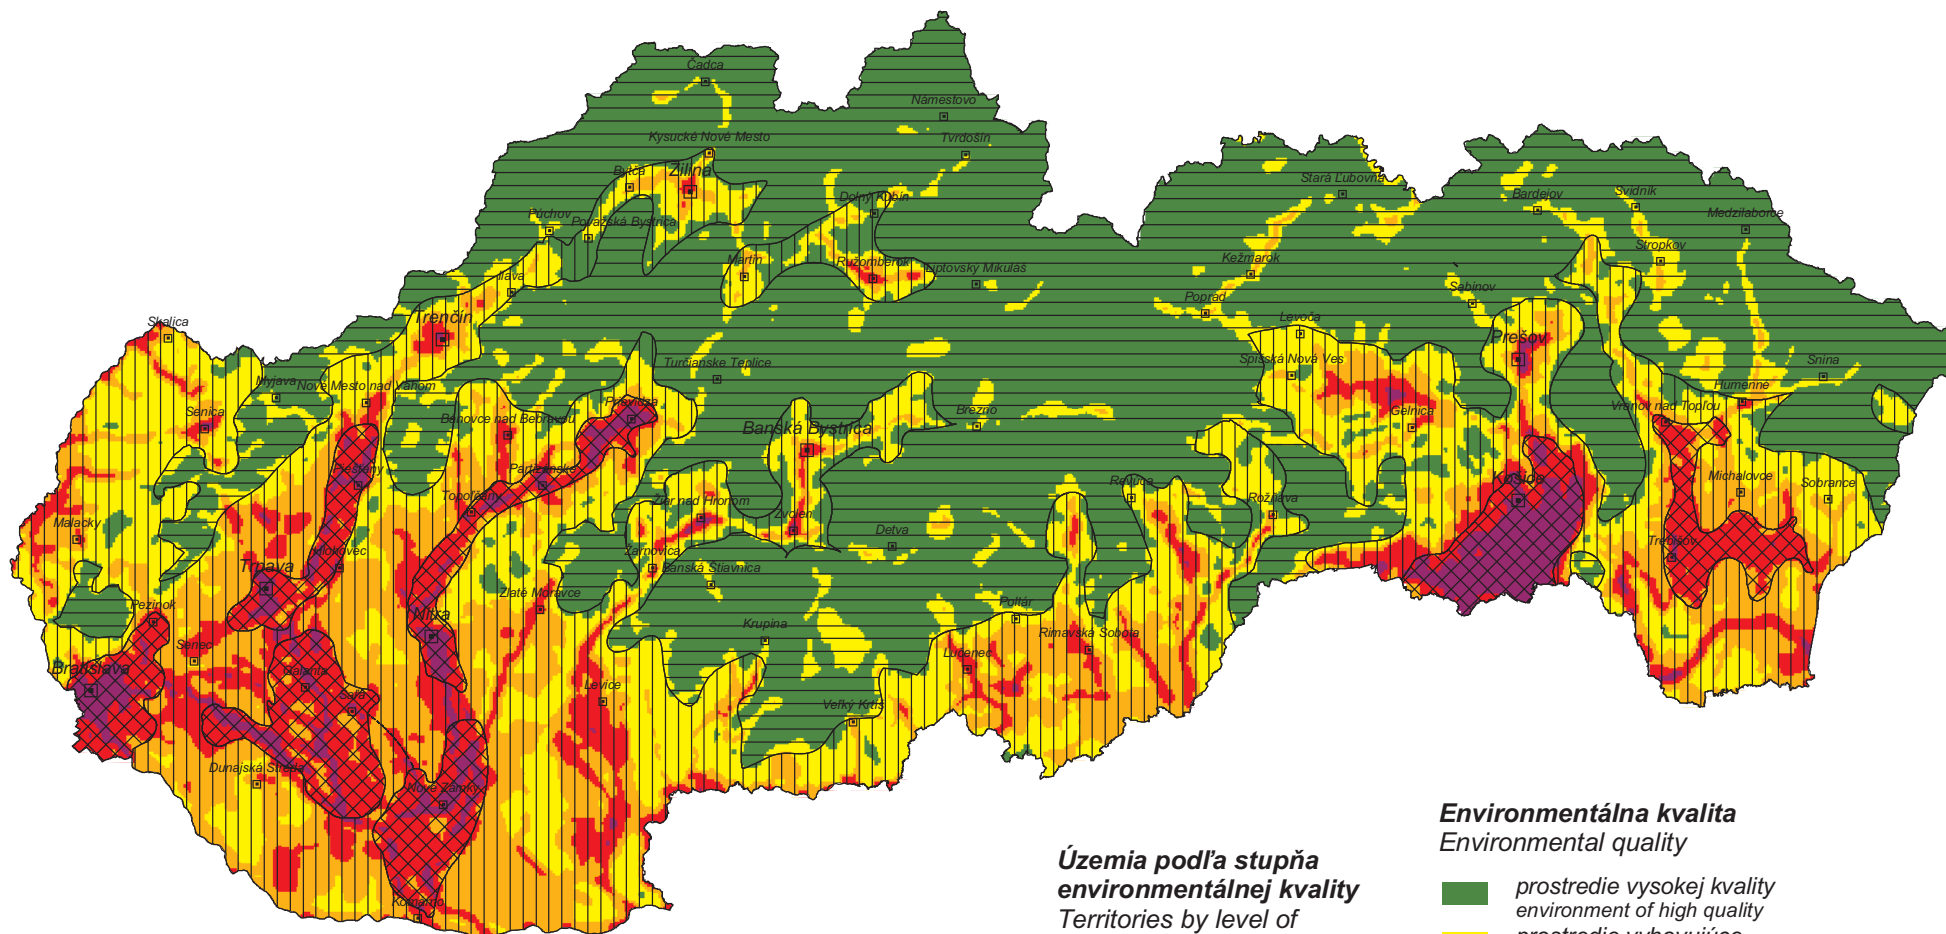 Čadca
Námestovo
Kysucké Nové Mesto
Tvrdošín
Bytča
Žilina
Stará Ľubovňa
Dolný Kubín
Bardejov
Svidník
Púchov
Považská Bystrica
Medzilaborce
Stropkov
Martin
Ružomberok
Liptovský Mikuláš
Kežmarok
Ilava
Sabinov
Poprad
Trenčín
Levoča
Skalica
Prešov
Turčianske Teplice
Spišská Nová Ves
Snina
Myjava
Nové Mesto nad Váhom
Humenné
Prievidza
Senica
Bánovce nad Bebravou
Brezno
Gelnica
Vranov nad Topľou
Banská Bystrica
Piešťany
Partizánske
Topoľčany
Žiar nad Hronom
Revúca
Rožňava
Košice
Michalovce
Sobrance
Malacky
Zvolen
Detva
Hlohovec
Žarnovica
Trebišov
Trnava
Banská Štiavnica
Pezinok
Zlaté Moravce
Nitra
Poltár
Krupina
Rimavská Sobota
Senec
Lučenec
Bratislava
Galanta
Šaľa
Levice
Veľký Krtíš
Dunajská Streda
Nové Zámky
Komárno
Územia podľa stupňa
environmentálnej kvality
Territories by level of
Environmentálna kvalita
Environmental quality
prostredie vysokej kvality
environment of high quality
prostredie vyhovujúce